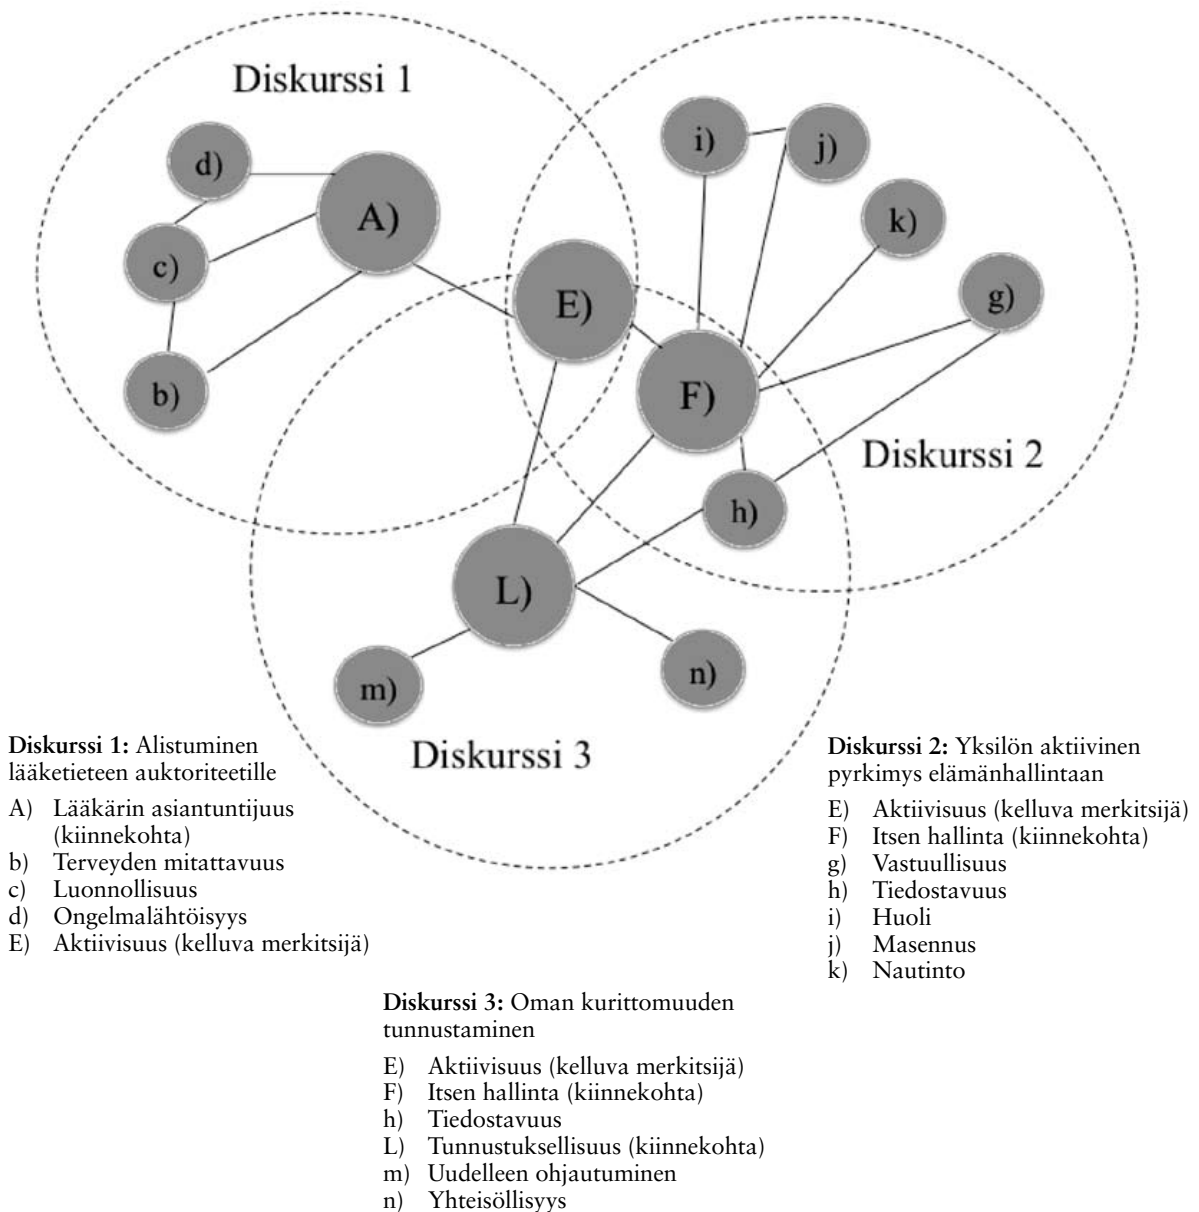 Diskurssi 1
d)
A)
c)
b)
E)
i)
j)
k)
g)
F)
Diskurssi 2
h)
L)
m)
n)
Diskurssi 3
Diskurssi 1: Alistuminen
lääketieteen auktoriteetille
A) Lääkärin asiantuntijuus
(kiinnekohta)
b) Terveyden mitattavuus
c) Luonnollisuus
d) Ongelmalähtöisyys
E) Aktiivisuus (kelluva merkitsijä)
Diskurssi 2: Yksilön aktiivinen
pyrkimys elämänhallintaan
E) Aktiivisuus (kelluva merkitsijä)
F) Itsen hallinta (kiinnekohta)
g) Vastuullisuus
h) Tiedostavuus
i) Huoli
j) Masennus
k) Nautinto
Diskurssi 3: Oman kurittomuuden
tunnustaminen
E) Aktiivisuus (kelluva merkitsijä)
F) Itsen hallinta (kiinnekohta)
h) Tiedostavuus
L) Tunnustuksellisuus (kiinnekohta)
m) Uudelleen ohjautuminen
n) Yhteisöllisyys